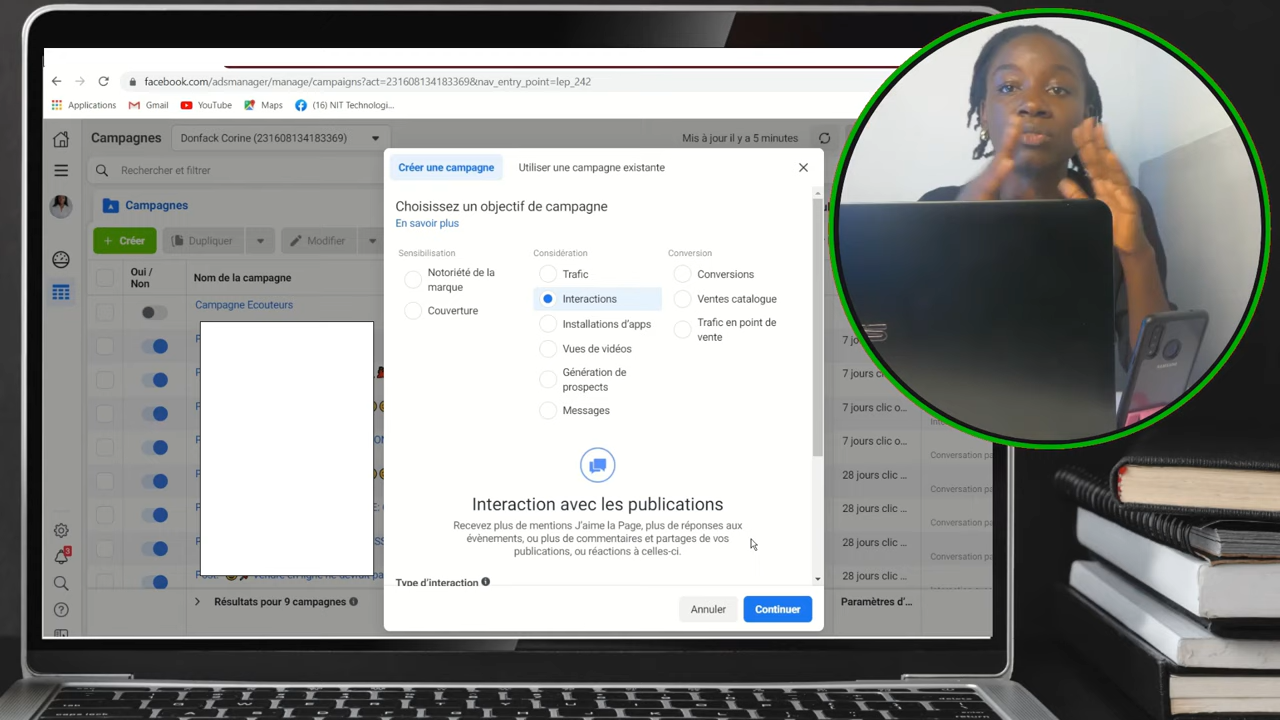 facebook.com/adsmanager/manage/campaigns?act=231608134183369&nav_entry_point=lep_242
Applications Gmail YouTube Maps (16) NIT Technologi...
Campagnes Donfack Corine (231608134183369) Mis à jour il y a 5 minutes
Rechercher et filtrer
Campagnes
+ Créer Dupliquer Modifier
Oui / Non
Nom de la campagne
Campagne Ecouteurs
Créer une campagne Utiliser une campagne existante
Choisissez un objectif de campagne
En savoir plus
Sensibilisation
Notoriété de la
marque
Couverture
Considération
Trafic
Interactions
Installations d'apps
Vues de vidéos
Génération de
prospects
Messages
Conversion
Conversions
Ventes catalogue
Trafic en point de
vente
Interaction avec les publications
Recevez plus de mentions J'aime la Page, plus de réponses aux
évènements, ou plus de commentaires et partages de vos
publications, ou réactions à celles-ci.
Type d'interaction
Annuler Continuer
7 jours clic o...
7 jours clic o...
28 jours clic ...
Conversation
28 jours clic ...
Conversation
28 jours clic ...
Conversation
28 jours clic ...
3
Résultats pour 9 campagnes
Paramètres d'...
SAMSUNG
caps lock
return